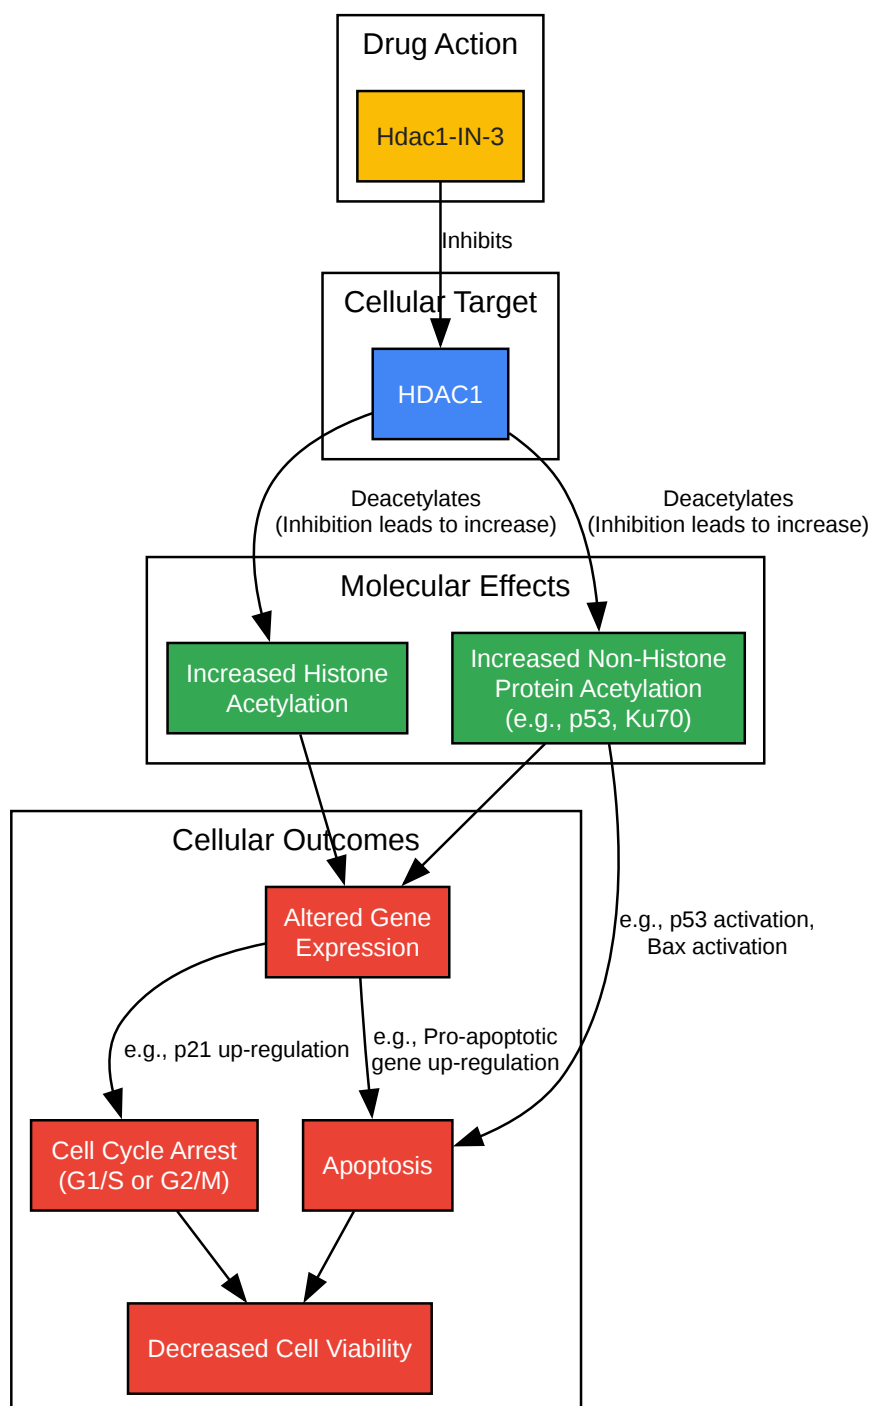 Drug Action
Hdac1-IN-3
Inhibits
Cellular Target
HDAC1
Deacetylates
(Inhibition leads to increase)
Deacetylates
(Inhibition leads to increase)
Molecular Effects
Increased Histone
Acetylation
Increased Non-Histone
Protein Acetylation
(e.g., p53, Ku70)
Cellular Outcomes
Altered Gene
Expression
e.g., p53 activation,
Bax activation
e.g., p21 up-regulation
e.g., Pro-apoptotic
gene up-regulation
Cell Cycle Arrest
(G1/S or G2/M)
Apoptosis
Decreased Cell Viability